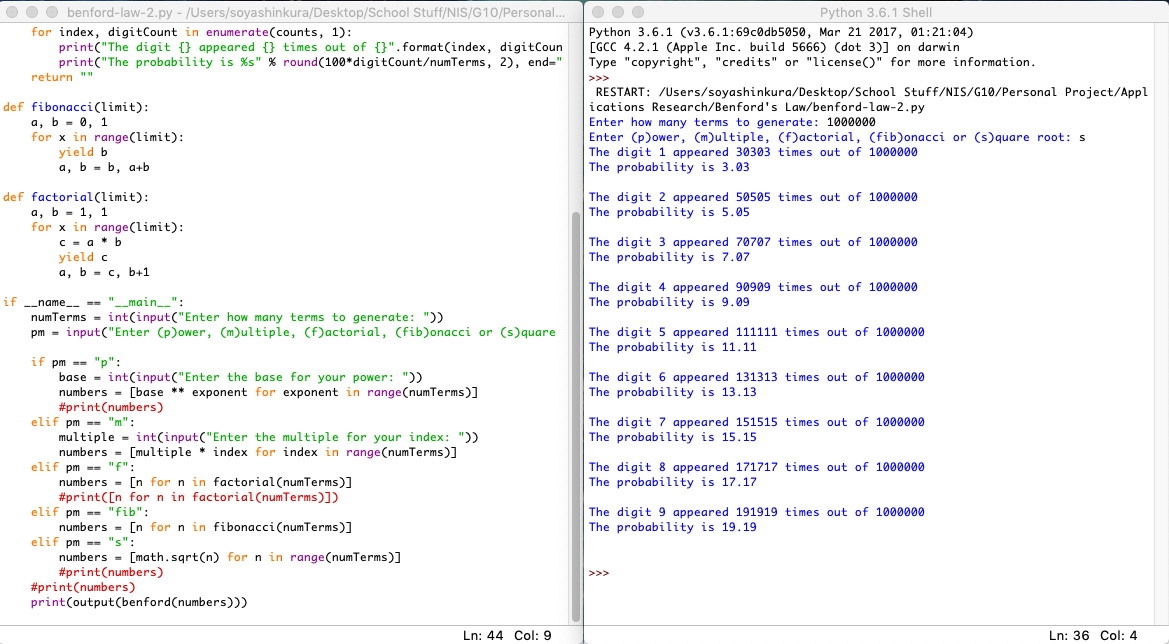 benford-law-2.py - /Users/soyashinkura/Desktop/School Stuff/NIS/G10/Personal...
    for index, digitCount in enumerate(counts, 1):
        print("The digit {} appeared {} times out of {}".format(index, digitCoun
        print("The probability is %s" % round(100*digitCount/numTerms, 2), end="
    return ""

def fibonacci(limit):
    a, b = 0, 1
    for x in range(limit):
        yield b
        a, b = b, a+b

def factorial(limit):
    a, b = 1, 1
    for x in range(limit):
        c = a * b
        yield c
        a, b = c, b+1

if __name__ == "__main__":
    numTerms = int(input("Enter how many terms to generate: "))
    pm = input("Enter (p)ower, (m)ultiple, (f)actorial, (fib)onacci or (s)quare

    if pm == "p":
        base = int(input("Enter the base for your power: "))
        numbers = [base ** exponent for exponent in range(numTerms)]
        #print(numbers)
    elif pm == "m":
        multiple = int(input("Enter the multiple for your index: "))
        numbers = [multiple * index for index in range(numTerms)]
    elif pm == "f":
        numbers = [n for n in factorial(numTerms)]
        #print([n for n in factorial(numTerms)])
    elif pm == "fib":
        numbers = [n for n in fibonacci(numTerms)]
    elif pm == "s":
        numbers = [math.sqrt(n) for n in range(numTerms)]
        #print(numbers)
    #print(numbers)
    print(output(benford(numbers)))
Ln: 44 Col: 9
Python 3.6.1 Shell
Python 3.6.1 (v3.6.1:69c0db5050, Mar 21 2017, 01:21:04)
[GCC 4.2.1 (Apple Inc. build 5666) (dot 3)] on darwin
Type "copyright", "credits" or "license()" for more information.
>>>
 RESTART: /Users/soyashinkura/Desktop/School Stuff/NIS/G10/Personal Project/Appl
ications Research/Benford's Law/benford-law-2.py
Enter how many terms to generate: 1000000
Enter (p)ower, (m)ultiple, (f)actorial, (fib)onacci or (s)quare root: s
The digit 1 appeared 30303 times out of 1000000
The probability is 3.03

The digit 2 appeared 50505 times out of 1000000
The probability is 5.05

The digit 3 appeared 70707 times out of 1000000
The probability is 7.07

The digit 4 appeared 90909 times out of 1000000
The probability is 9.09

The digit 5 appeared 111111 times out of 1000000
The probability is 11.11

The digit 6 appeared 131313 times out of 1000000
The probability is 13.13

The digit 7 appeared 151515 times out of 1000000
The probability is 15.15

The digit 8 appeared 171717 times out of 1000000
The probability is 17.17

The digit 9 appeared 191919 times out of 1000000
The probability is 19.19

>>>
Ln: 36 Col: 4